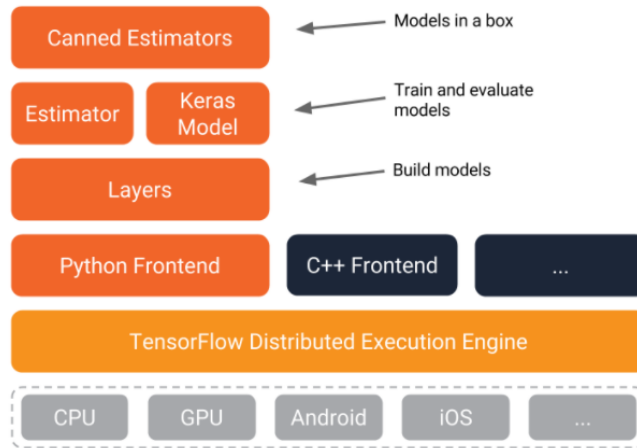 Canned Estimators
Models in a box
Estimator
Keras
Model
Train and evaluate
models
Layers
Build models
Python Frontend
C++ Frontend
...
TensorFlow Distributed Execution Engine
CPU
GPU
Android
iOS
...